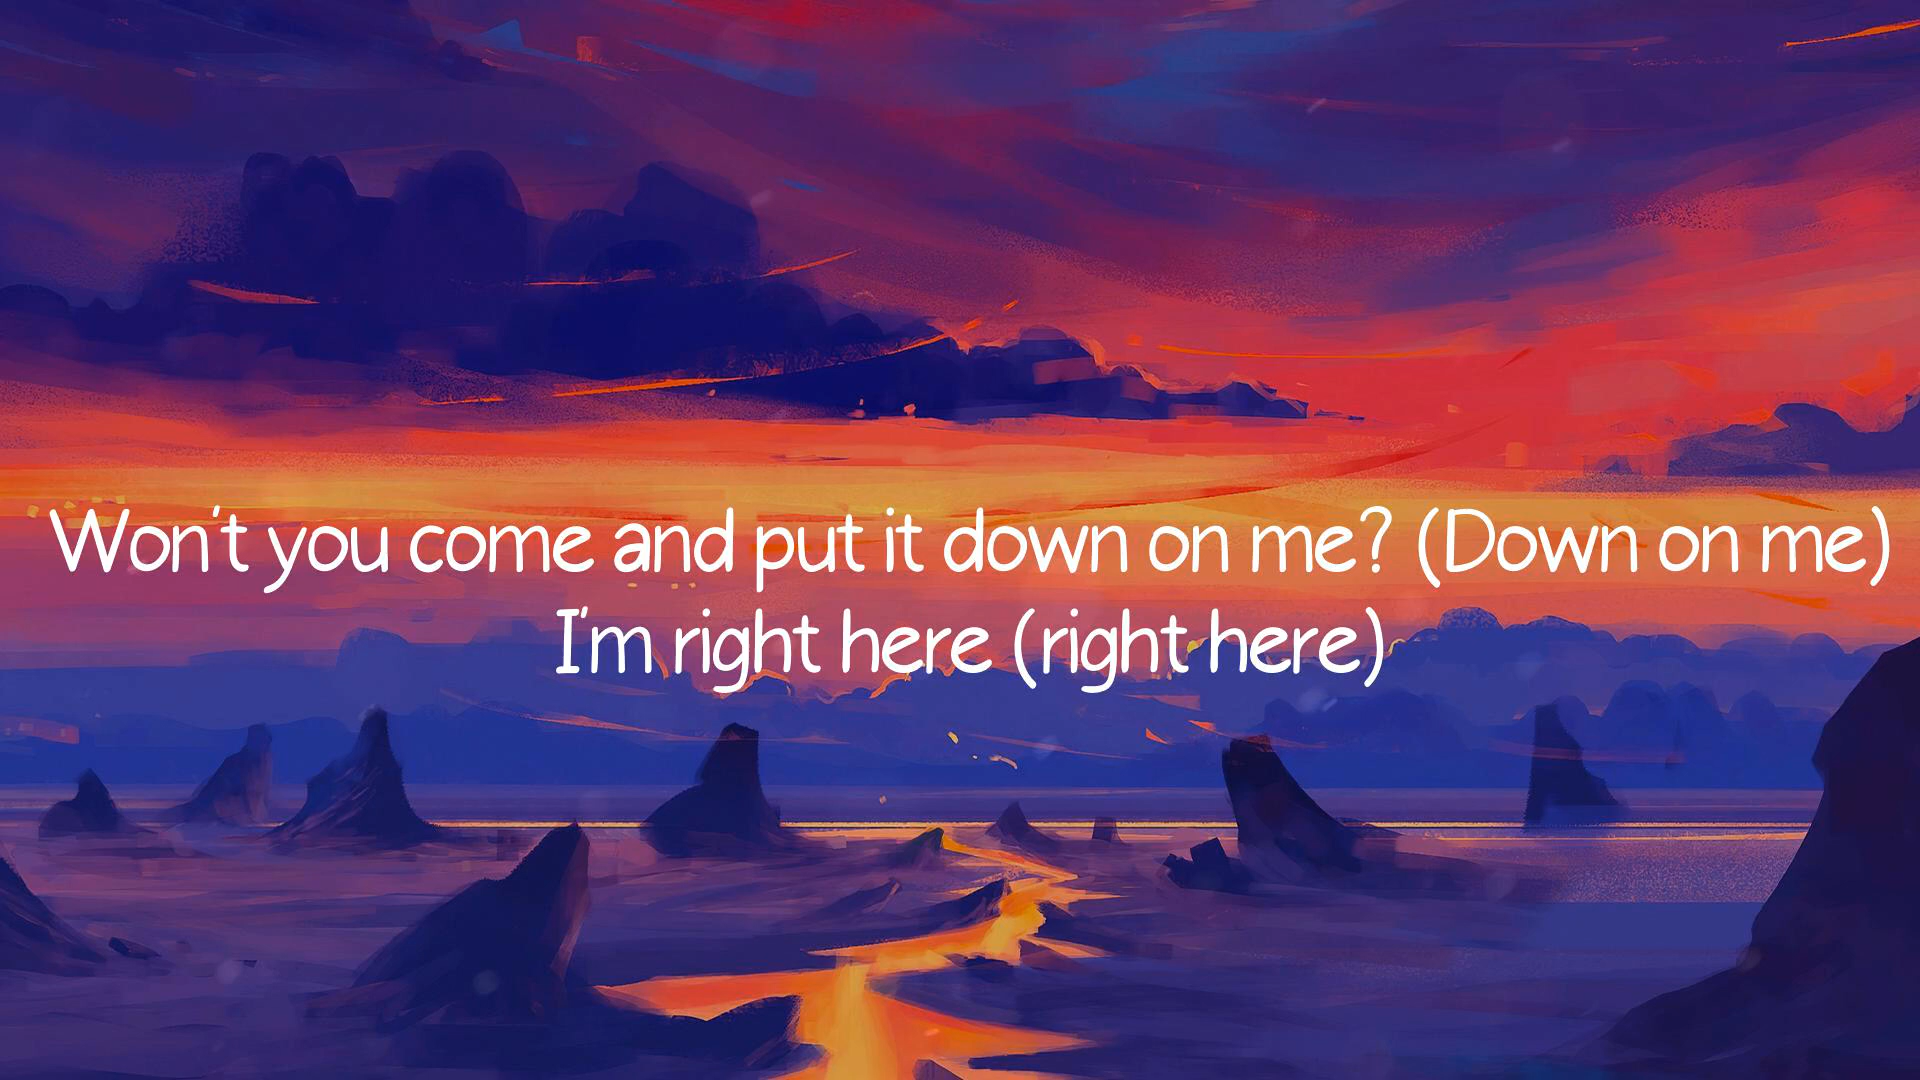 Won't you come and put it down on me? (Down on me)
I'm right here (right here)